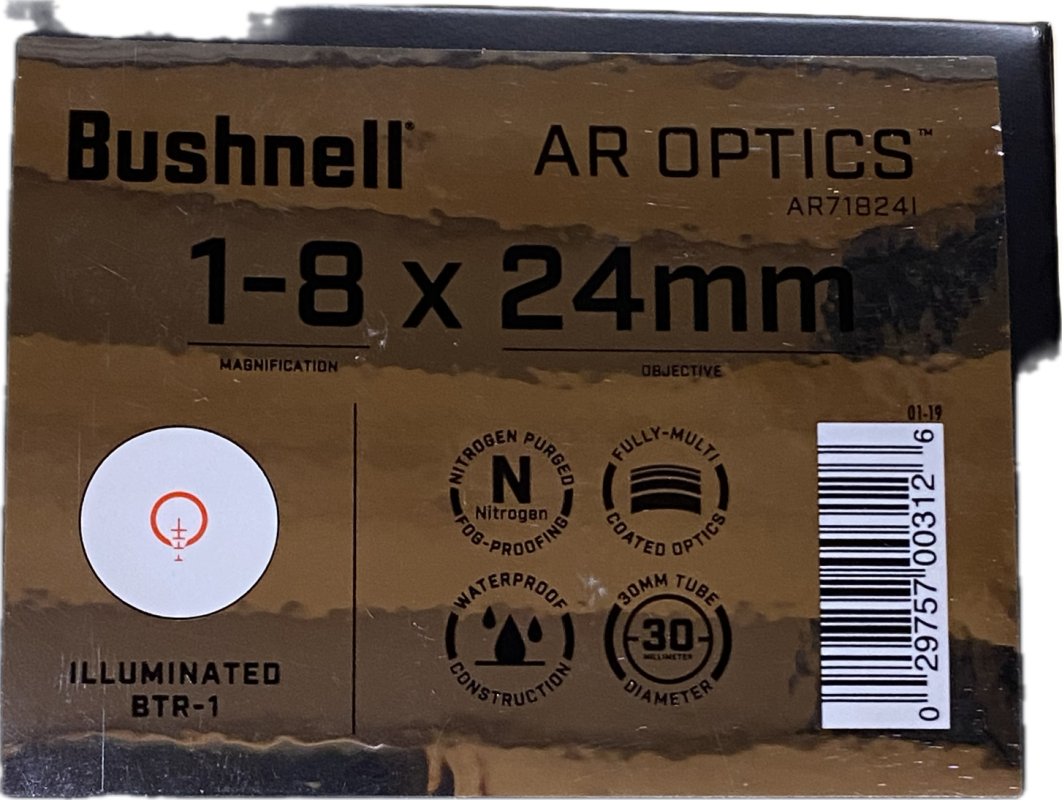 Bushnell®
AR OPTICS™
AR71824I
1-8 x 24mm
MAGNIFICATION
OBJECTIVE
ILLUMINATED
BTR-1
NITROGEN PURGED
N
Nitrogen
FOG-PROOFING
FULLY-MULTI
COATED OPTICS
WATERPROOF
CONSTRUCTION
30MM TUBE
30
MILLIMETER
DIAMETER
01-19
0 29757 00312 6